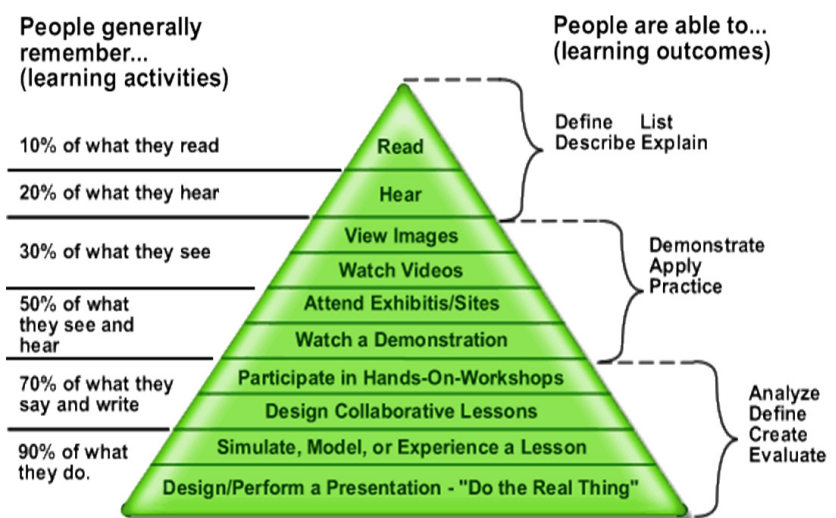 People generally
remember...
(learning activities)
10% of what they read
20% of what they hear
30% of what they see
50% of what
they see and
hear
70% of what they
say and write
90% of what
they do.
Read
Hear
View Images
Watch Videos
Attend Exhibitis/Sites
Watch a Demonstration
Participate in Hands-On-Workshops
Design Collaborative Lessons
Simulate, Model, or Experience a Lesson
Design/Perform a Presentation - "Do the Real Thing"
People are able to...
(learning outcomes)
Define List
Describe Explain
Demonstrate
Apply
Practice
Analyze
Define
Create
Evaluate